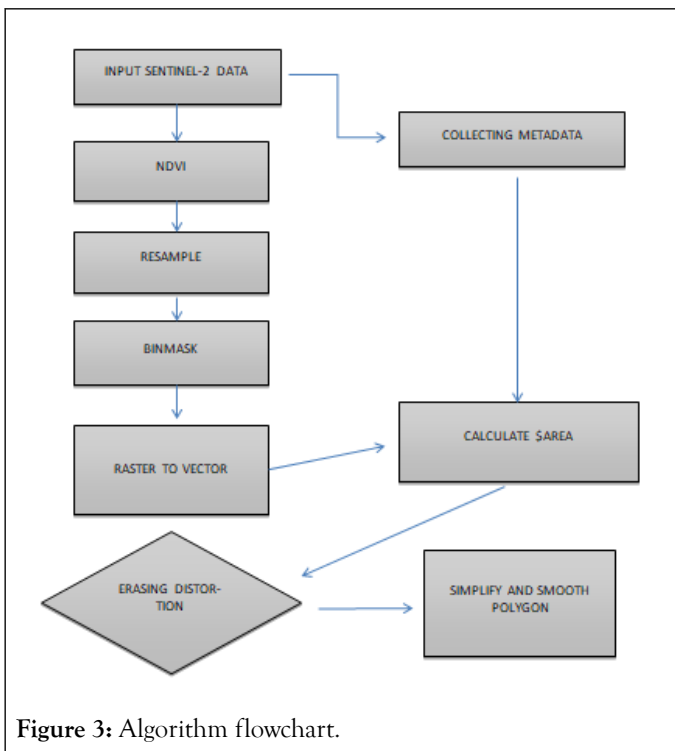 INPUT SENTINEL-2 DATA
COLLECTING METADATA
NDVI
RESAMPLE
BINMASK
RASTER TO VECTOR
CALCULATE $AREA
ERASING DISTOR-
TION
SIMPLIFY AND SMOOTH
POLYGON
Figure 3: Algorithm flowchart.